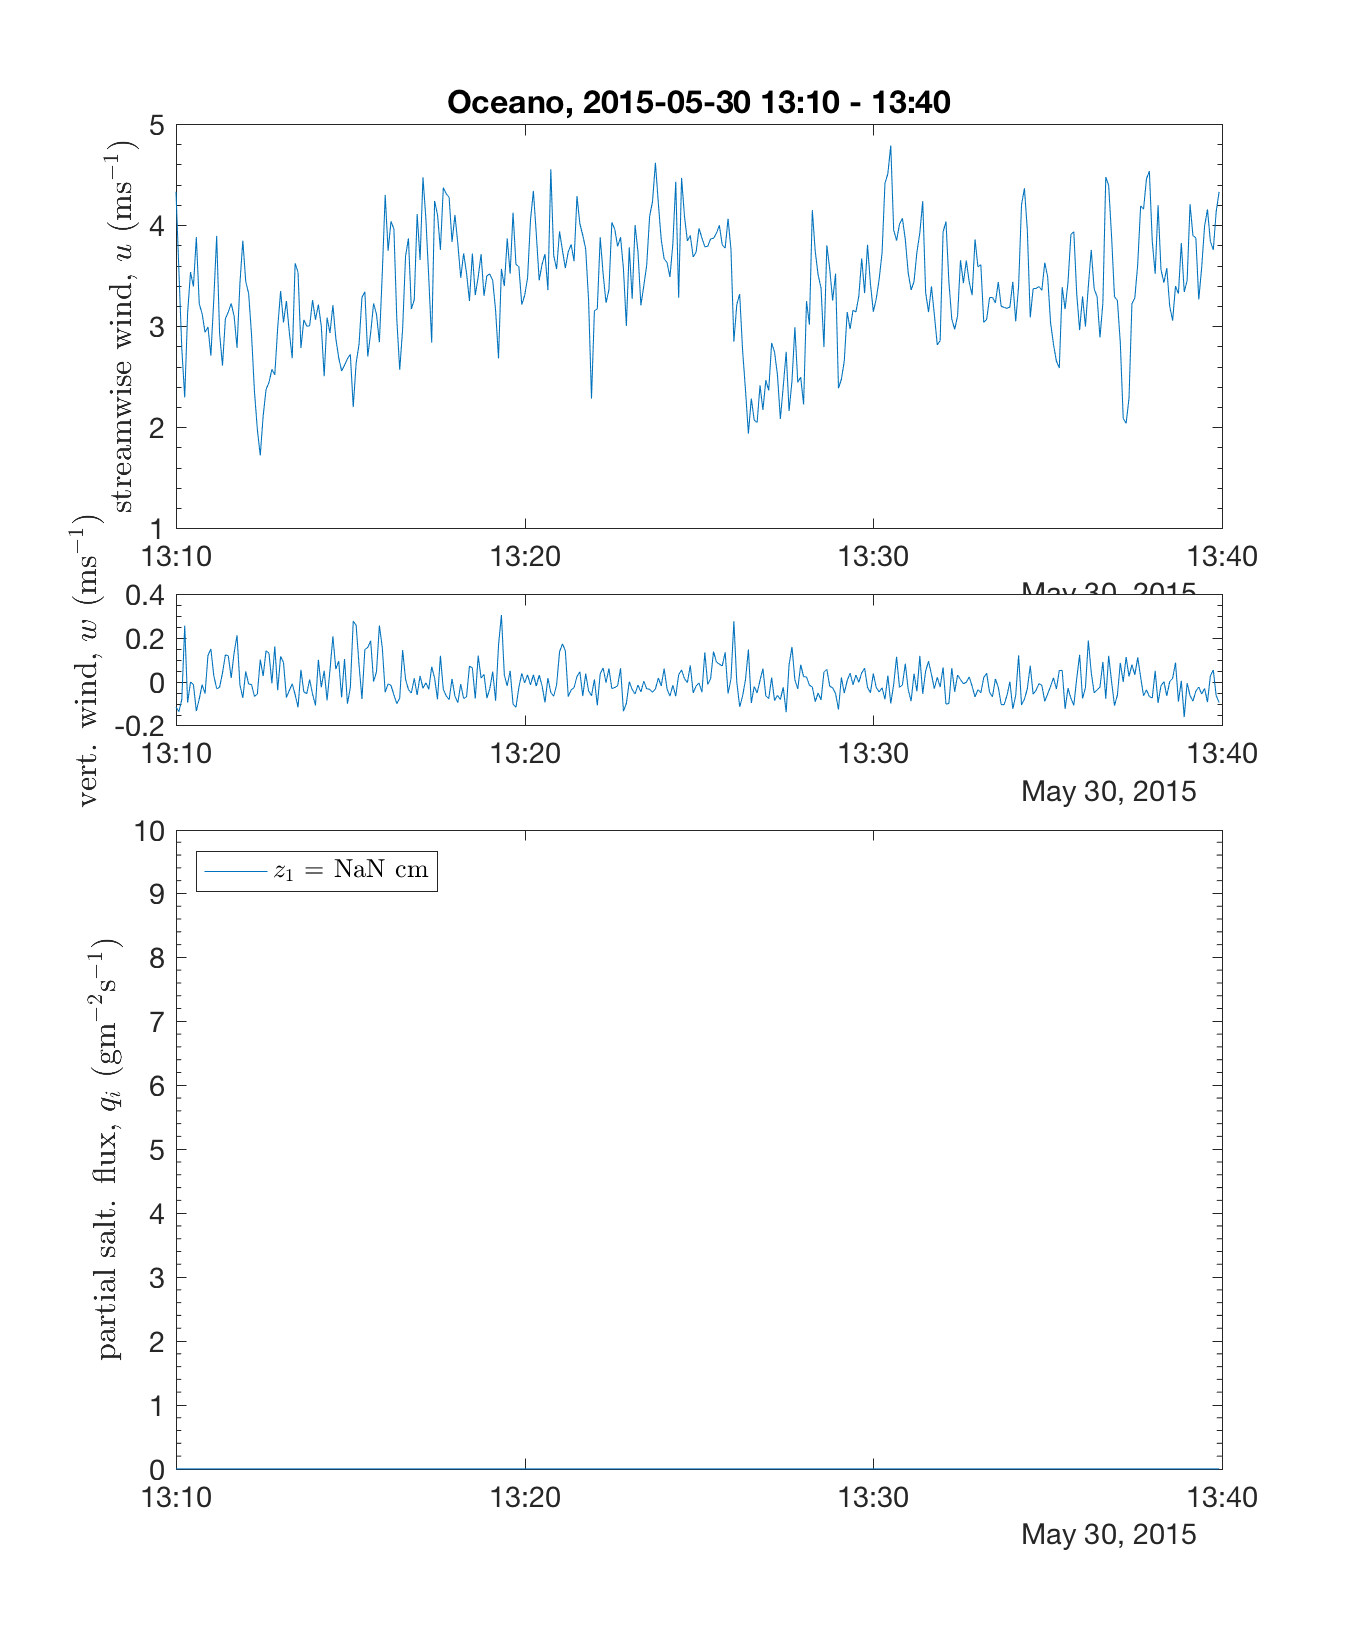 Oceano, 2015-05-30 13:10 - 13:40
streamwise wind, u (ms⁻¹)
5
4
3
2
1
13:10 13:20 13:30 13:40
May 30, 2015
vert. wind, w (ms⁻¹)
0.4
0.2
0
-0.2
13:10 13:20 13:30 13:40
May 30, 2015
partial salt. flux, qᵢ (gm⁻²s⁻¹)
10
9
8
7
6
5
4
3
2
1
0
z₁ = NaN cm
13:10 13:20 13:30 13:40
May 30, 2015